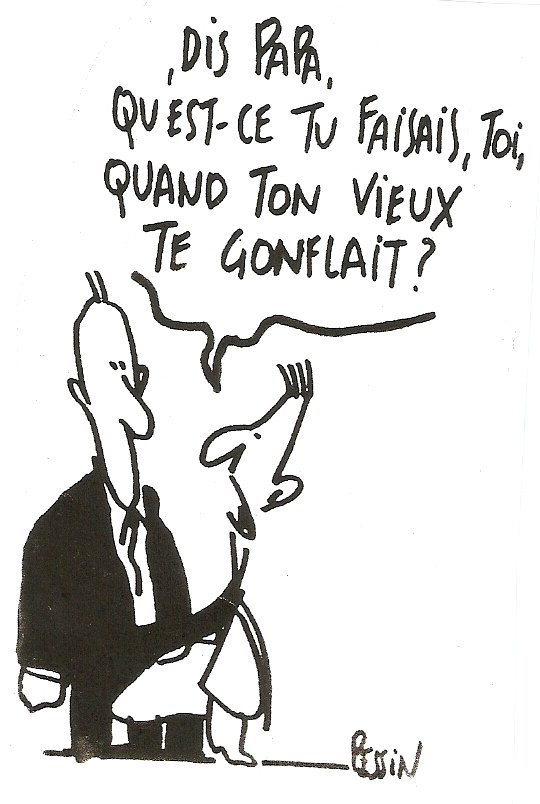 DIS PAPA,
QU'EST-CE TU FAISAIS, TOI,
QUAND TON VIEUX
TE GONFLAIT?
PESSIN